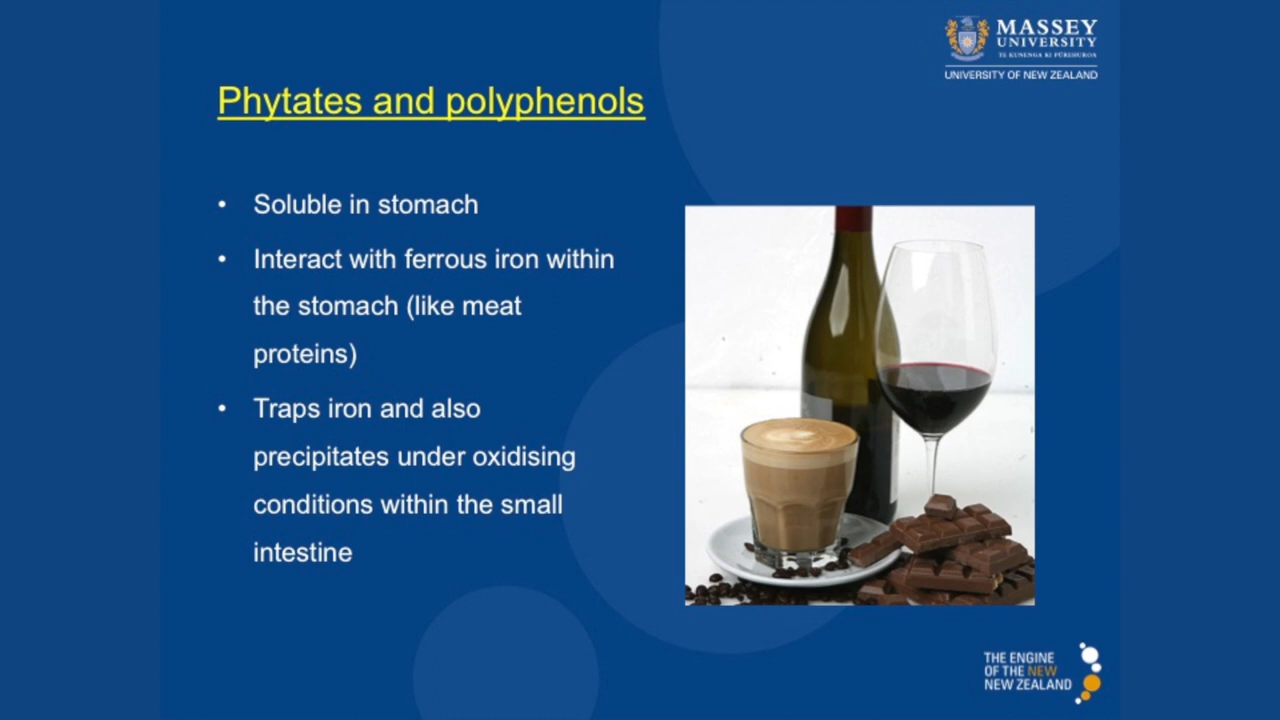 MASSEY
UNIVERSITY
TE KUNENGA KI PŪREHUROA
UNIVERSITY OF NEW ZEALAND
Phytates and polyphenols
• Soluble in stomach
• Interact with ferrous iron within
the stomach (like meat
proteins)
• Traps iron and also
precipitates under oxidising
conditions within the small
intestine
THE ENGINE
OF THE NEW
NEW ZEALAND